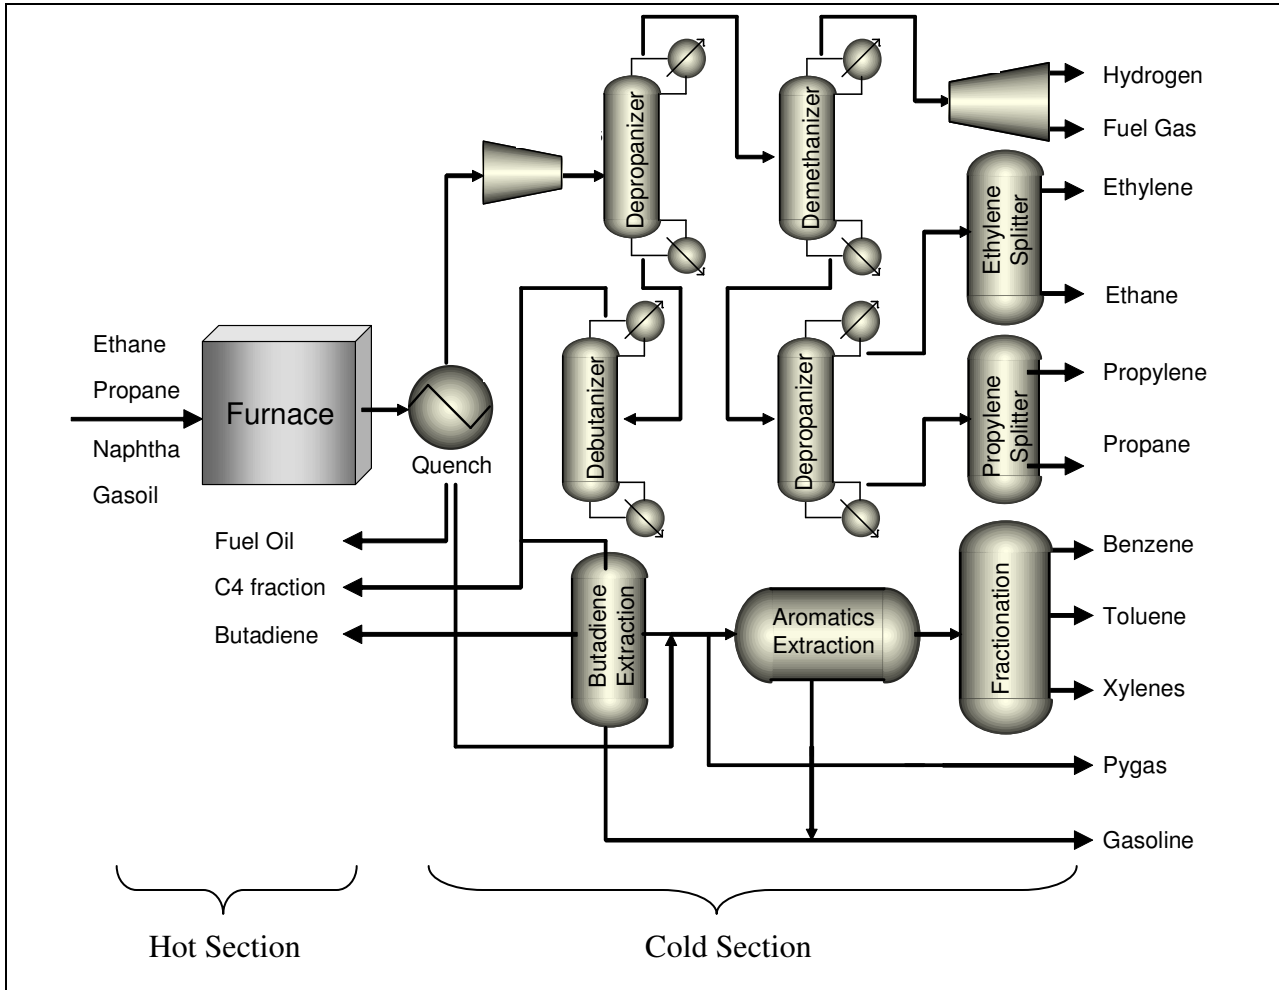 Hydrogen
Fuel Gas
Depropanizer
Demethanizer
Ethylene
Splitter
Ethylene
Ethane
Ethane
Propane
Naphtha
Gasoil
Furnace
Quench
Debutanizer
Depropanizer
Propylene
Splitter
Propylene
Propane
Fuel Oil
C4 fraction
Butadiene
Butadiene
Extraction
Aromatics
Extraction
Fractionation
Benzene
Toluene
Xylenes
Pygas
Gasoline
Hot Section
Cold Section